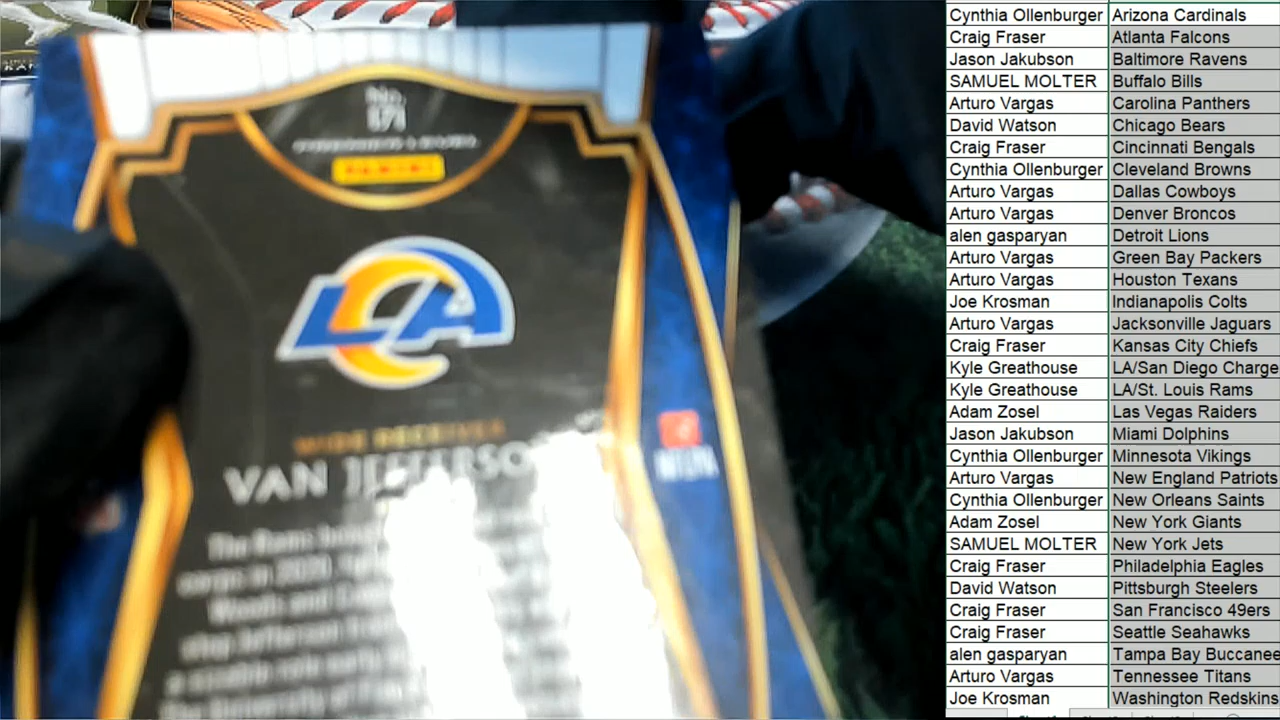 No.
171
PANINI
LA
WIDE RECEIVER
VAN JEFFERSO
Cynthia Ollenburger Arizona Cardinals
Craig Fraser Atlanta Falcons
Jason Jakubson Baltimore Ravens
SAMUEL MOLTER Buffalo Bills
Arturo Vargas Carolina Panthers
David Watson Chicago Bears
Craig Fraser Cincinnati Bengals
Cynthia Ollenburger Cleveland Browns
Arturo Vargas Dallas Cowboys
Arturo Vargas Denver Broncos
alen gasparyan Detroit Lions
Arturo Vargas Green Bay Packers
Arturo Vargas Houston Texans
Joe Krosman Indianapolis Colts
Arturo Vargas Jacksonville Jaguars
Craig Fraser Kansas City Chiefs
Kyle Greathouse LA/San Diego Charge
Kyle Greathouse LA/St. Louis Rams
Adam Zosel Las Vegas Raiders
Jason Jakubson Miami Dolphins
Cynthia Ollenburger Minnesota Vikings
Arturo Vargas New England Patriots
Cynthia Ollenburger New Orleans Saints
Adam Zosel New York Giants
SAMUEL MOLTER New York Jets
Craig Fraser Philadelphia Eagles
David Watson Pittsburgh Steelers
Craig Fraser San Francisco 49ers
Craig Fraser Seattle Seahawks
alen gasparyan Tampa Bay Buccanee
Arturo Vargas Tennessee Titans
Joe Krosman Washington Redskins